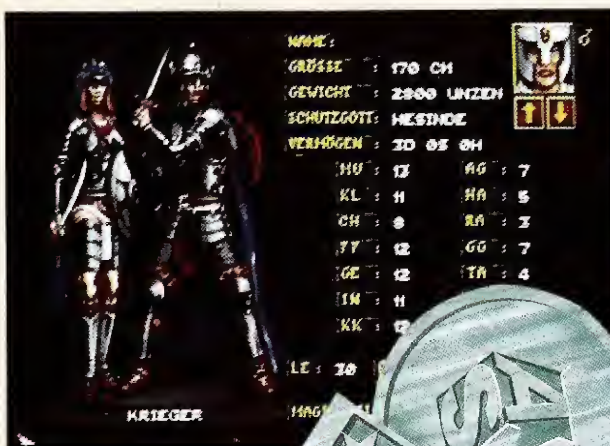 NAME:
GRÖSSE : 170 CM
GEWICHT : 2800 UNZEN
SCHUTZGOTT: HESINDE
VERMÖGEN : 3D 0S 0H
MU : 13 AG : 7
KL : 11 HA : 5
CH : RA : 3
FF : 12 GG : 7
GE : 12 TA : 4
IN : 11
KK :
LE : 30
KRIEGER
SA